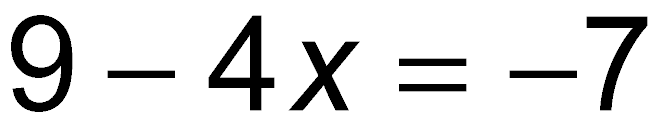 9 − 4x = −7